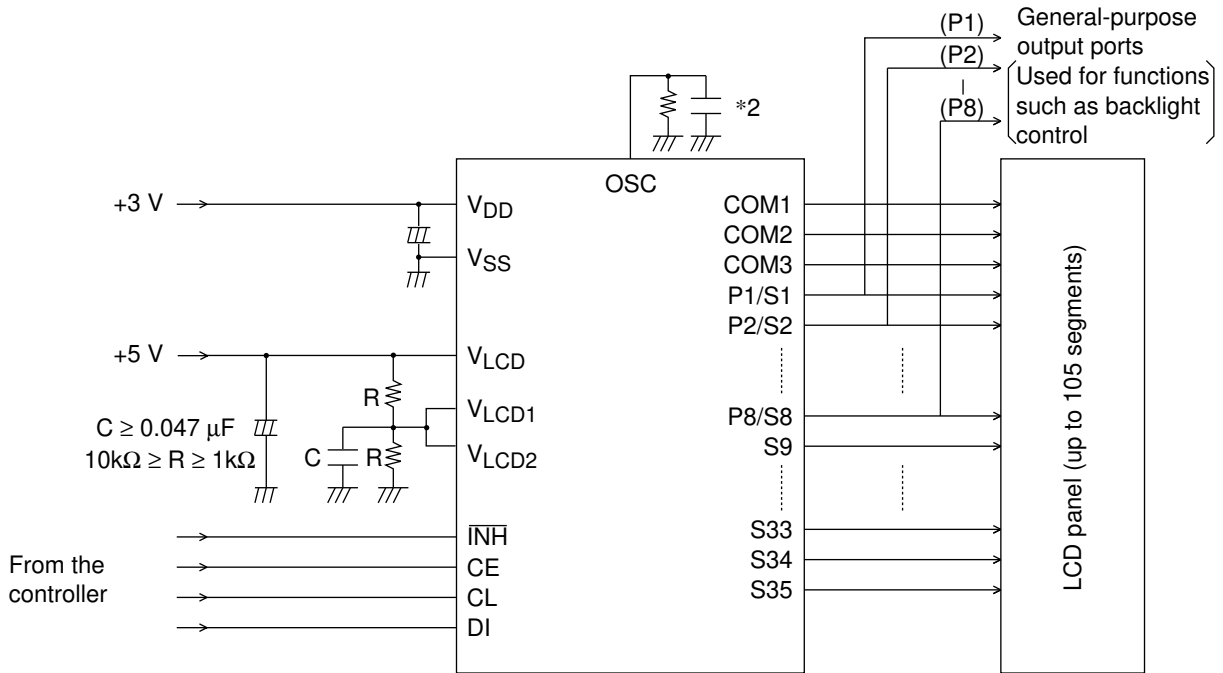 (P1)
General-purpose
output ports
(P2)
(P8)
Used for functions
such as backlight
control
*2
OSC
+3 V
VDD
VSS
+5 V
VLCD
R
VLCD1
VLCD2
C ≥ 0.047 μF
10kΩ ≥ R ≥ 1kΩ
C
R
From the
controller
INH
CE
CL
DI
COM1
COM2
COM3
P1/S1
P2/S2
P8/S8
S9
S33
S34
S35
LCD panel (up to 105 segments)